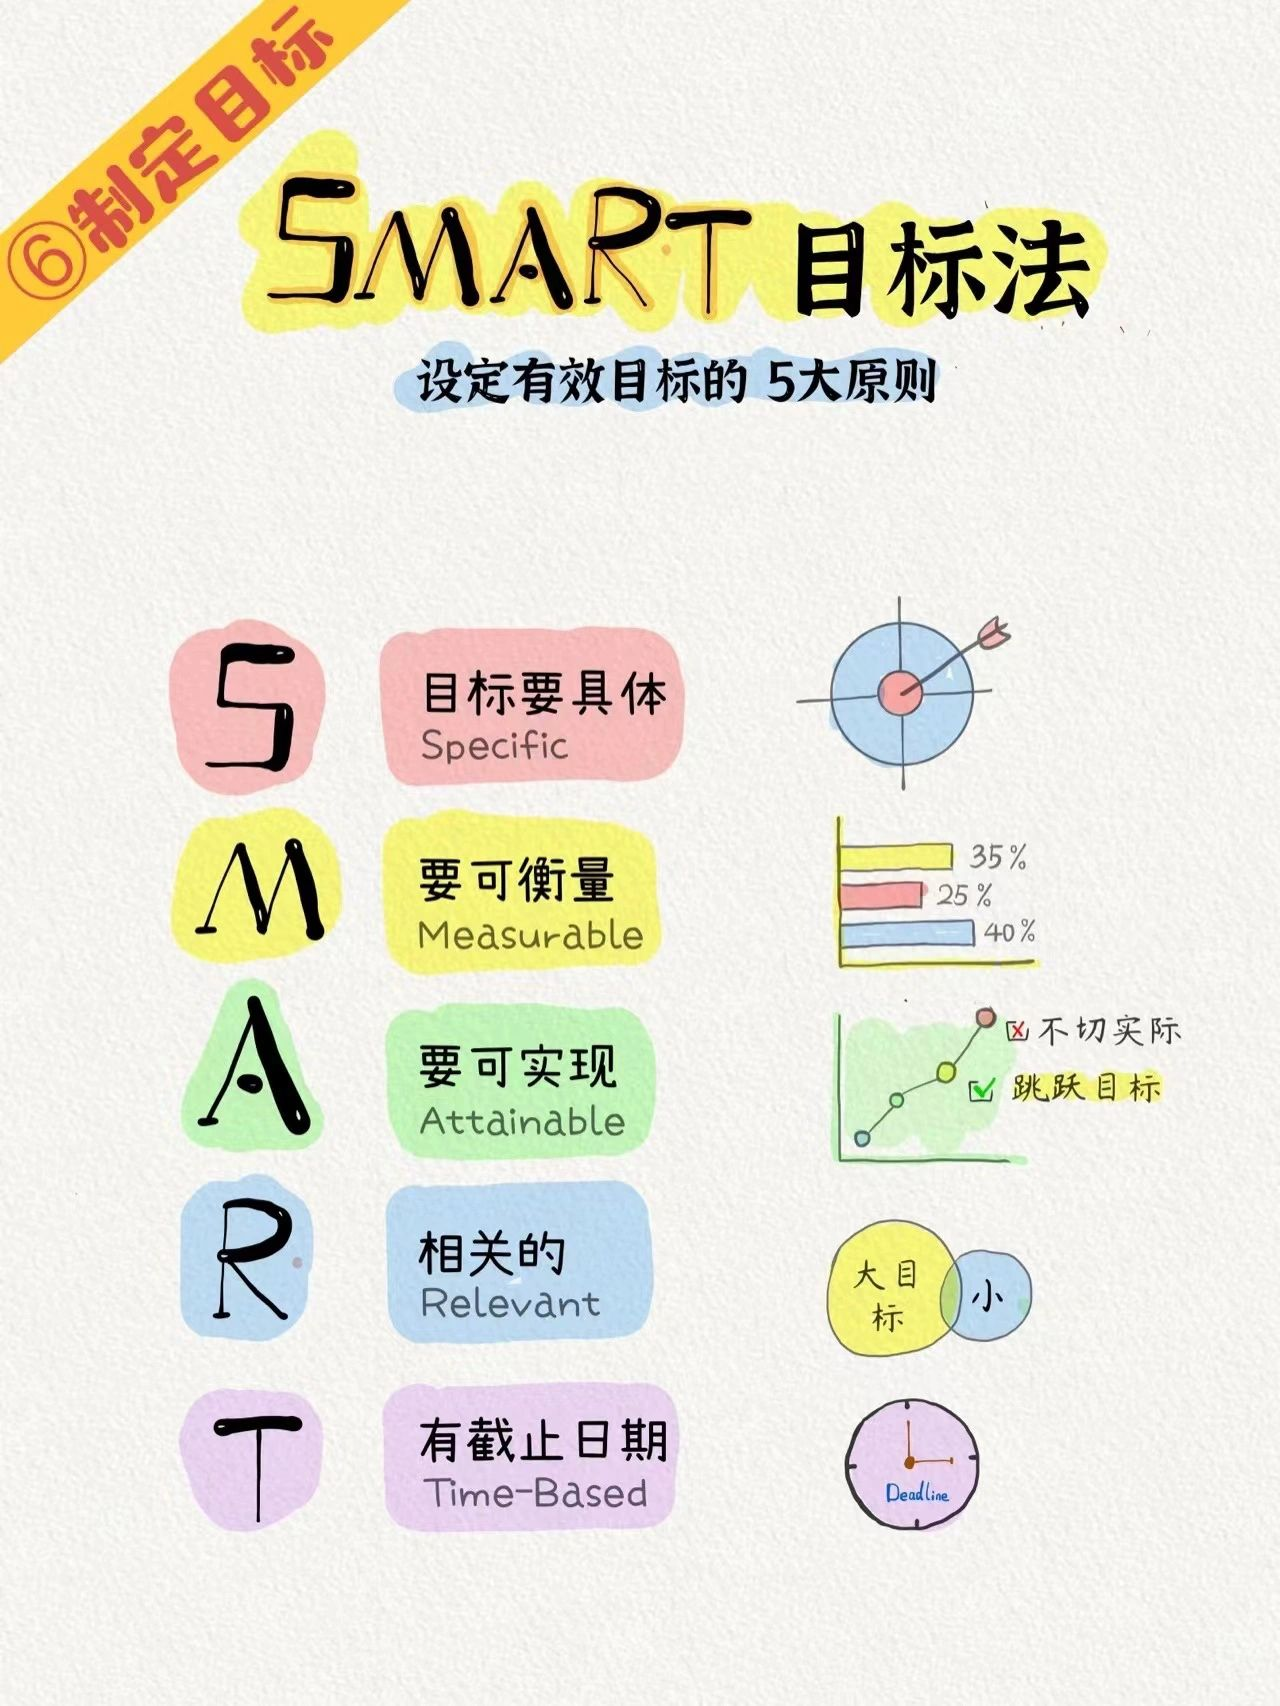 ⑥制定目标
SMART 目标法
设定有效目标的 5大原则
S
目标要具体
Specific
M
要可衡量
Measurable
35%
25%
40%
A
要可实现
Attainable
不切实际
跳跃目标
R
相关的
Relevant
大目
标
小
T
有截止日期
Time-Based
Deadline